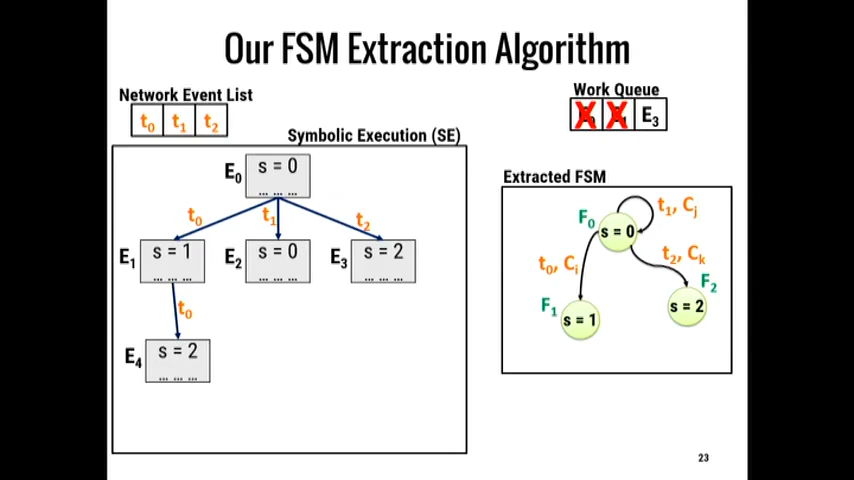 Our FSM Extraction Algorithm
Network Event List
t0 t1 t2
Work Queue
E3
Symbolic Execution (SE)
E0 s = 0
... ... ...
t0 t1 t2
E1 s = 1
... ... ...
E2 s = 0
... ... ...
E3 s = 2
... ... ...
t0
E4 s = 2
... ... ...
Extracted FSM
F0 s = 0
t1, Cj
t0, Ci
t2, Ck
F1 s = 1
F2 s = 2
23